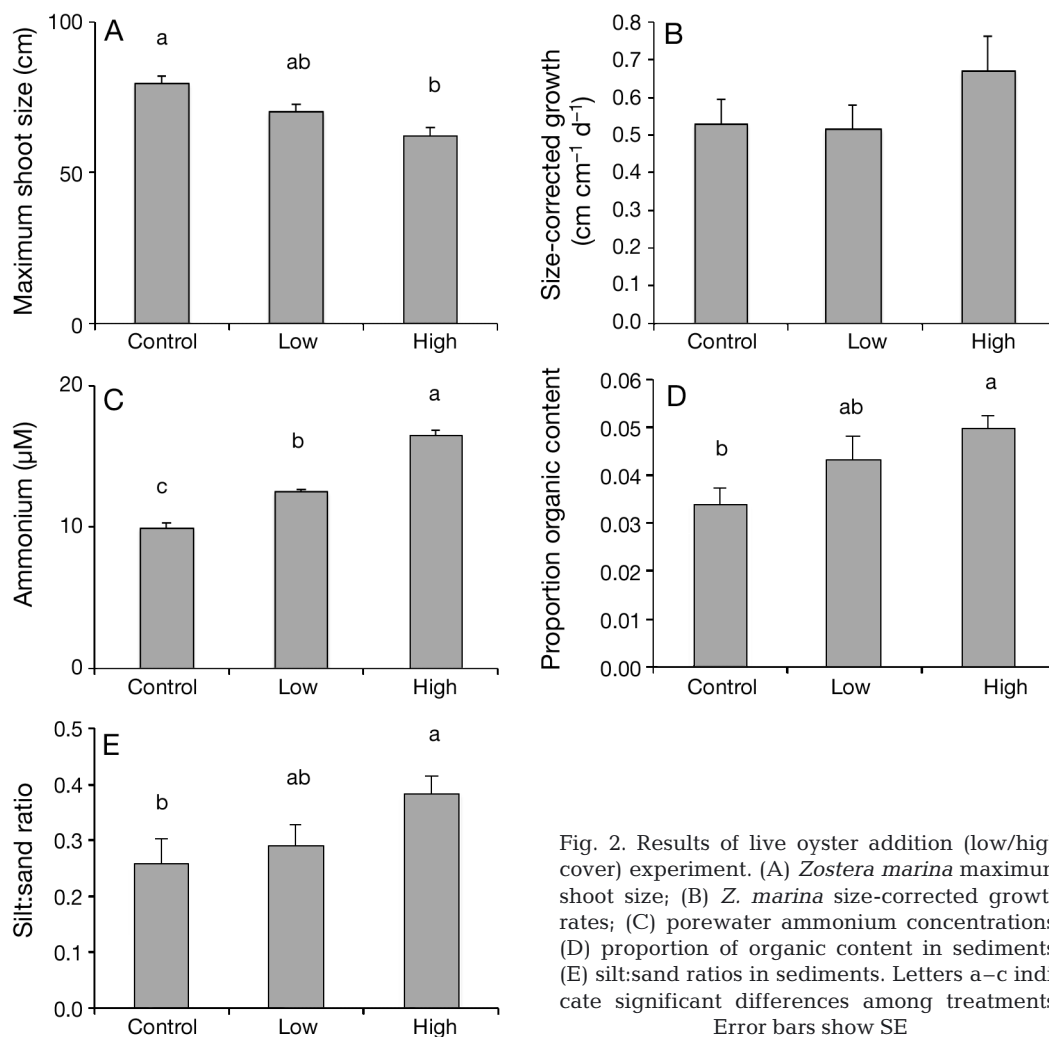 A
Maximum shoot size (cm)
100
50
0
a
ab
b
Control Low High
B
Size-corrected growth
(cm cm⁻¹ d⁻¹)
0.8
0.7
0.6
0.5
0.4
0.3
0.2
0.1
0.0
Control Low High
C
Ammonium (µM)
20
10
0
c
b
a
Control Low High
D
Proportion organic content
0.06
0.05
0.04
0.03
0.02
0.01
0.00
b
ab
a
Control Low High
E
Silt:sand ratio
0.5
0.4
0.3
0.2
0.1
0.0
b
ab
a
Control Low High
Fig. 2. Results of live oyster addition (low/hig
cover) experiment. (A) Zostera marina maximu
shoot size; (B) Z. marina size-corrected growt
rates; (C) porewater ammonium concentrations
(D) proportion of organic content in sediments
(E) silt:sand ratios in sediments. Letters a–c indi
cate significant differences among treatments
Error bars show SE